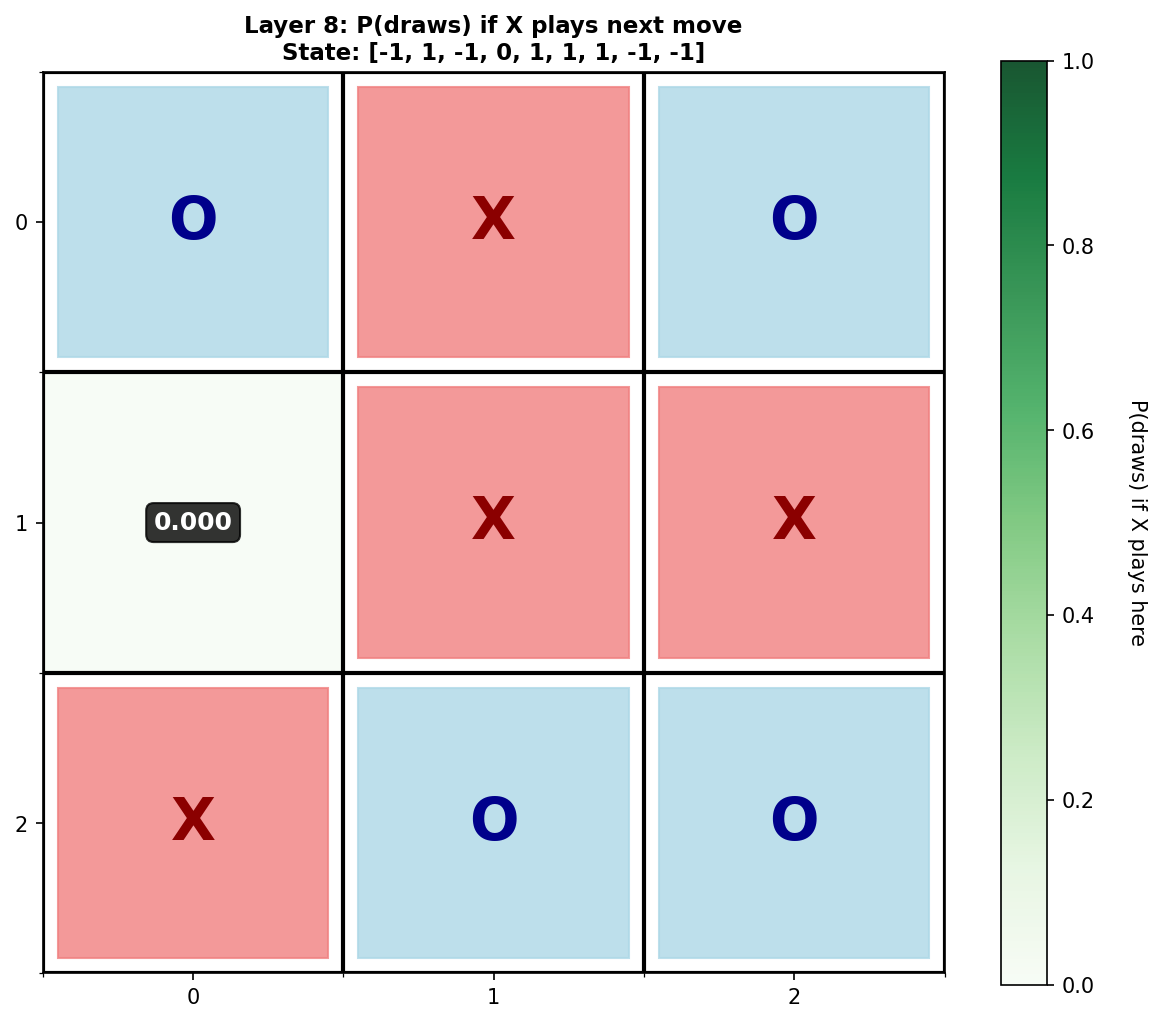 Layer 8: P(draws) if X plays next move
State: [-1, 1, -1, 0, 1, 1, 1, -1, -1]
O X O
0
0.000 X X
1
X O O
2
0 1 2
1.0
0.8
0.6
0.4
0.2
0.0
P(draws) if X plays here